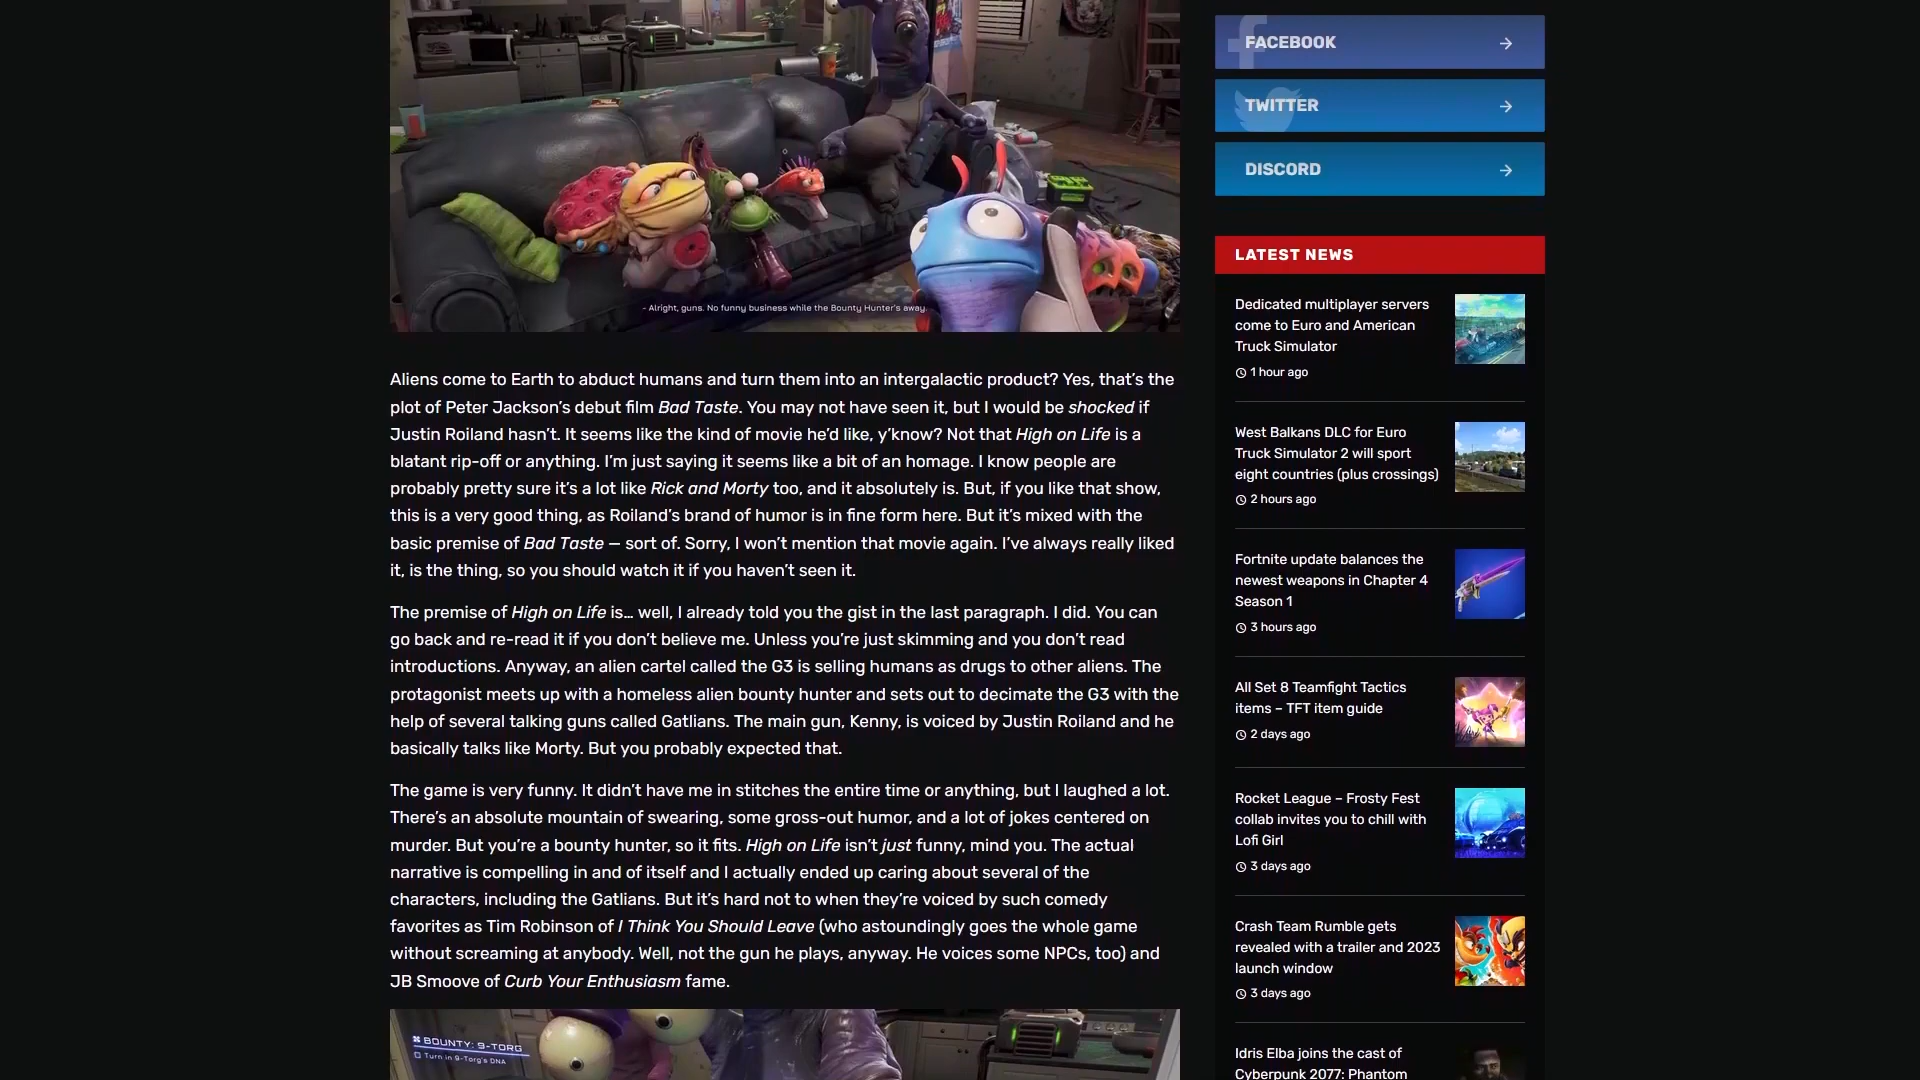 - Alright, guns. No funny business while the Bounty Hunter's away.
Aliens come to Earth to abduct humans and turn them into an intergalactic product? Yes, that’s the
plot of Peter Jackson’s debut film Bad Taste. You may not have seen it, but I would be shocked if
Justin Roiland hasn’t. It seems like the kind of movie he’d like, y’know? Not that High on Life is a
blatant rip-off or anything. I’m just saying it seems like a bit of an homage. I know people are
probably pretty sure it’s a lot like Rick and Morty too, and it absolutely is. But, if you like that show,
this is a very good thing, as Roiland’s brand of humor is in fine form here. But it’s mixed with the
basic premise of Bad Taste – sort of. Sorry, I won’t mention that movie again. I’ve always really liked
it, is the thing, so you should watch it if you haven’t seen it.
The premise of High on Life is… well, I already told you the gist in the last paragraph. I did. You can
go back and re-read it if you don’t believe me. Unless you’re just skimming and you don’t read
introductions. Anyway, an alien cartel called the G3 is selling humans as drugs to other aliens. The
protagonist meets up with a homeless alien bounty hunter and sets out to decimate the G3 with the
help of several talking guns called Gatlians. The main gun, Kenny, is voiced by Justin Roiland and he
basically talks like Morty. But you probably expected that.
The game is very funny. It didn’t have me in stitches the entire time or anything, but I laughed a lot.
There’s an absolute mountain of swearing, some gross-out humor, and a lot of jokes centered on
murder. But you’re a bounty hunter, so it fits. High on Life isn’t just funny, mind you. The actual
narrative is compelling in and of itself and I actually ended up caring about several of the
characters, including the Gatlians. But it’s hard not to when they’re voiced by such comedy
favorites as Tim Robinson of I Think You Should Leave (who astoundingly goes the whole game
without screaming at anybody. Well, not the gun he plays, anyway. He voices some NPCs, too) and
JB Smoove of Curb Your Enthusiasm fame.
BOUNTY: 9-TORG
Turn in 9-Torg's DNA
FACEBOOK
TWITTER
DISCORD
LATEST NEWS
Dedicated multiplayer servers
come to Euro and American
Truck Simulator
1 hour ago
West Balkans DLC for Euro
Truck Simulator 2 will sport
eight countries (plus crossings)
2 hours ago
Fortnite update balances the
newest weapons in Chapter 4
Season 1
3 hours ago
All Set 8 Teamfight Tactics
items – TFT item guide
2 days ago
Rocket League – Frosty Fest
collab invites you to chill with
Lofi Girl
3 days ago
Crash Team Rumble gets
revealed with a trailer and 2023
launch window
3 days ago
Idris Elba joins the cast of
Cyberpunk 2077: Phantom